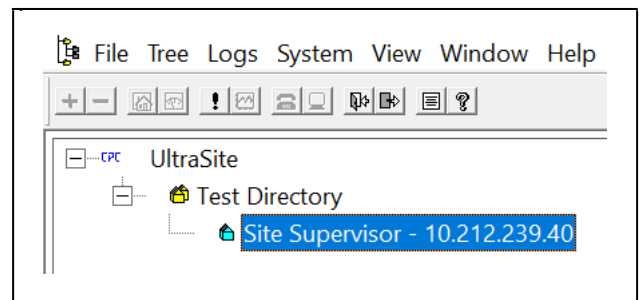 File Tree Logs System View Window Help
CPC UltraSite
Test Directory
Site Supervisor - 10.212.239.40